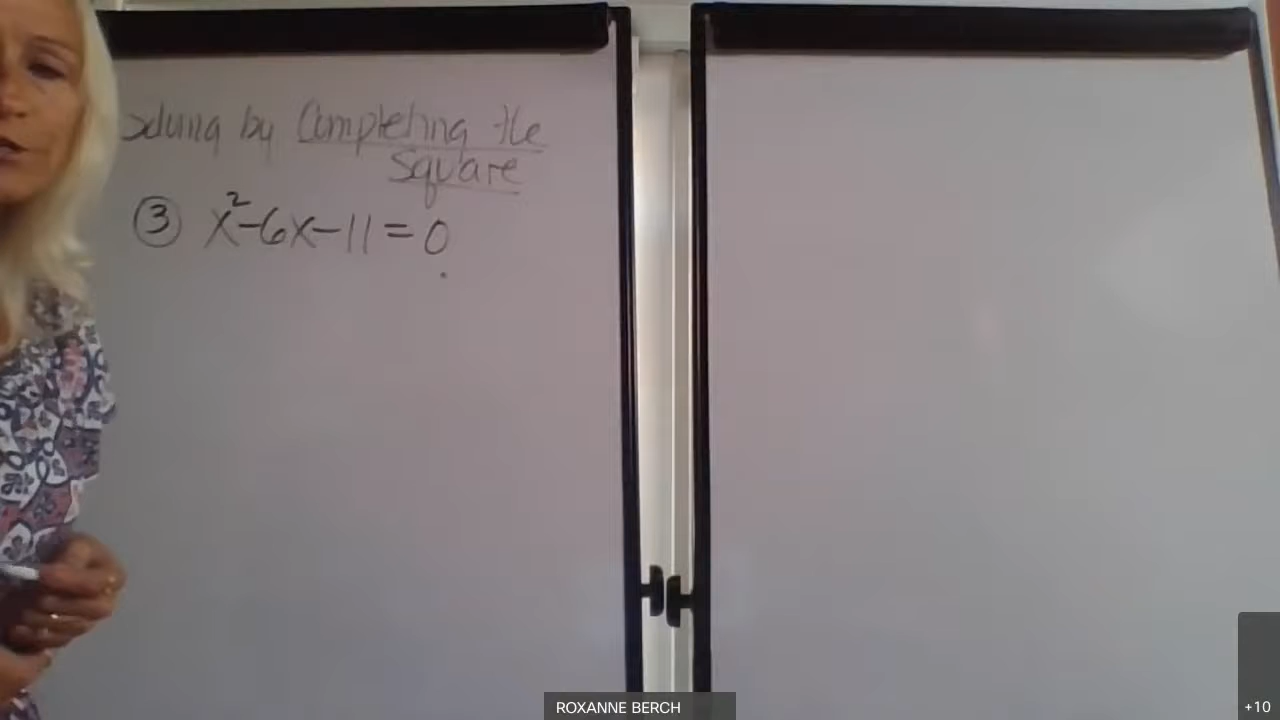 solving by Completing the
Square
③ x²-6x-11=0
ROXANNE BERCH
+10